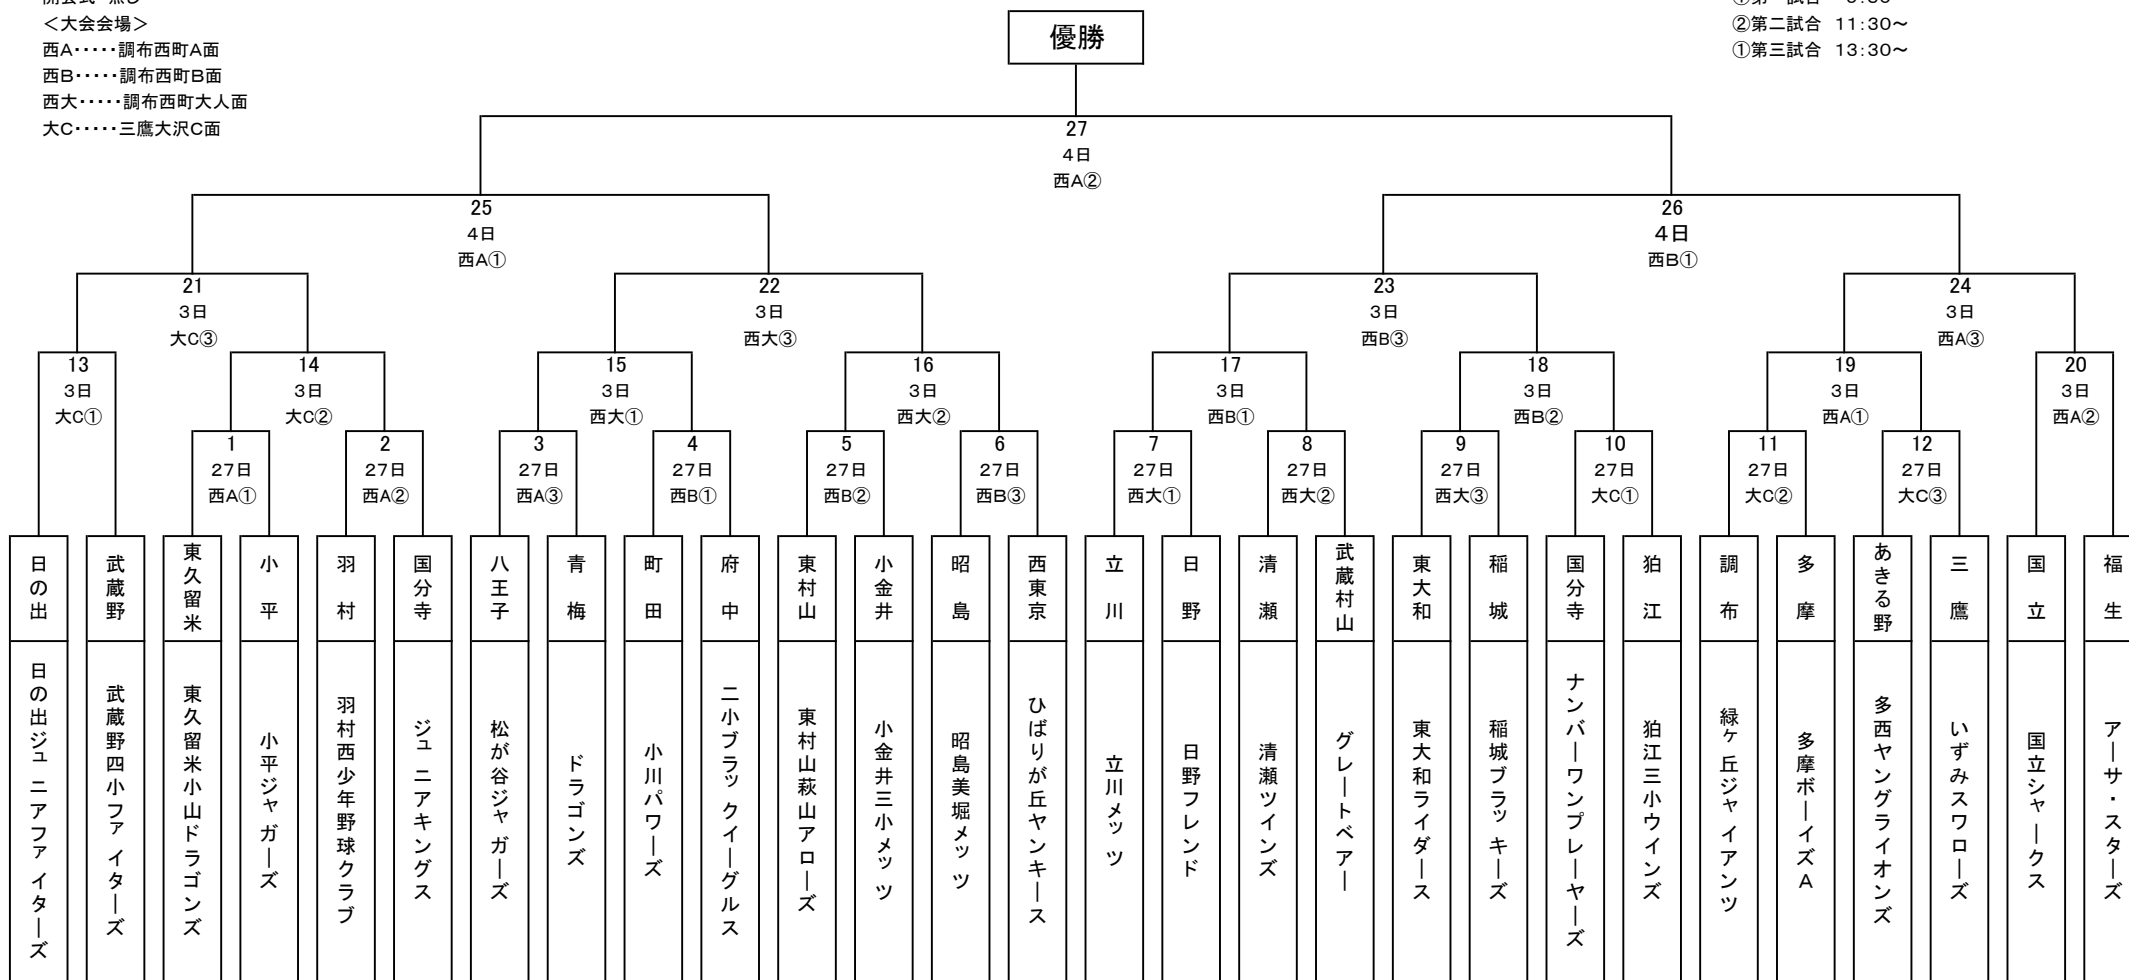 ＜大会会場＞
西A・・・・・調布西町A面
西B・・・・・調布西町B面
西大・・・・・調布西町大人面
大C・・・・・三鷹大沢C面
②第二試合 11:30～
①第三試合 13:30～
優勝
27
4日
西A②
25
4日
西A①
26
4日
西B①
21
3日
大C③
22
3日
西大③
23
3日
西B③
24
3日
西A③
13
3日
大C①
14
3日
大C②
15
3日
西大①
16
3日
西大②
17
3日
西B①
18
3日
西B②
19
3日
西A①
20
3日
西A②
1
27日
西A①
2
27日
西A②
3
27日
西A③
4
27日
西B①
5
27日
西B②
6
27日
西B③
7
27日
西大①
8
27日
西大②
9
27日
西大③
10
27日
大C①
11
27日
大C②
12
27日
大C③
日の出
日の出ジュニアファイターズ
武蔵野
武蔵野四小ファイターズ
東久留米
東久留米小山ドラゴンズ
小平
小平ジャガーズ
羽村
羽村西少年野球クラブ
国分寺
ジュニアキングス
八王子
松が谷ジャガーズ
青梅
ドラゴンズ
町田
小川パワーズ
府中
二小ブラックイーグルス
東村山
東村山萩山アローズ
小金井
小金井三小メッツ
昭島
昭島美堀メッツ
西東京
ひばりが丘ヤンキース
立川
立川メッツ
日野
日野フレンド
清瀬
清瀬ツインズ
武蔵村山
グレートベアー
東大和
東大和ライダース
稲城
稲城ブラッキーズ
国分寺
ナンバーワンプレーヤーズ
狛江
狛江三小ウインズ
調布
緑ヶ丘ジャイアンツ
多摩
多摩ボーイズA
あきる野
多西ヤングライオンズ
三鷹
いずみスワローズ
国立
国立シャークス
福生
アーサ・スターズ